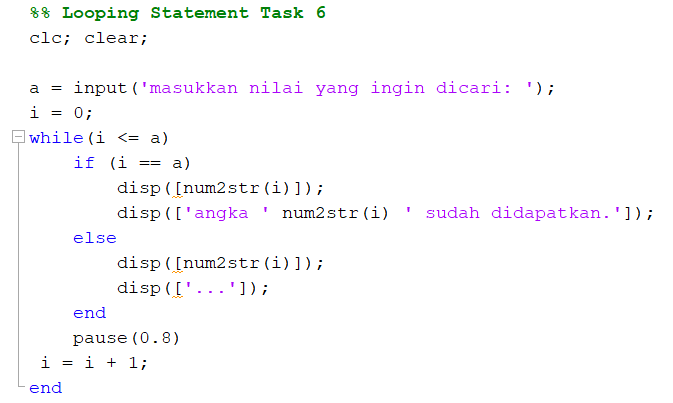 %% Looping Statement Task 6
clc; clear;
a = input('masukkan nilai yang ingin dicari: ');
i = 0;
while(i <= a)
if (i == a)
disp([num2str(i)]);
disp(['angka ' num2str(i) ' sudah didapatkan.']);
else
disp([num2str(i)]);
disp(['...']);
end
pause(0.8)
i = i + 1;
end